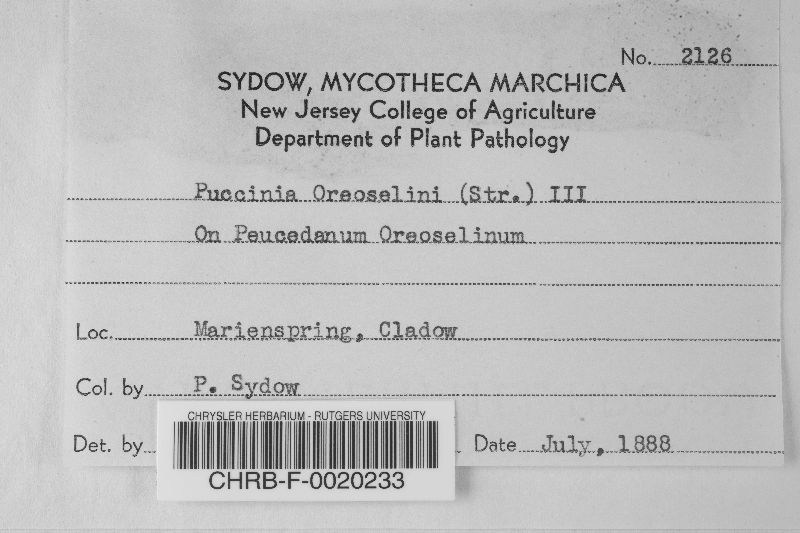 No. 2126
SYDOW, MYCOTHECA MARCHICA
New Jersey College of Agriculture
Department of Plant Pathology
Puccinia Oreoselini (Str.) III
On Peucedanum Oreoselinum
Loc. Marienspring, Cladow
Col. by P. Sydow
CHRYSLER HERBARIUM - RUTGERS UNIVERSITY
Det. by Date July, 1888
CHRB-F-0020233